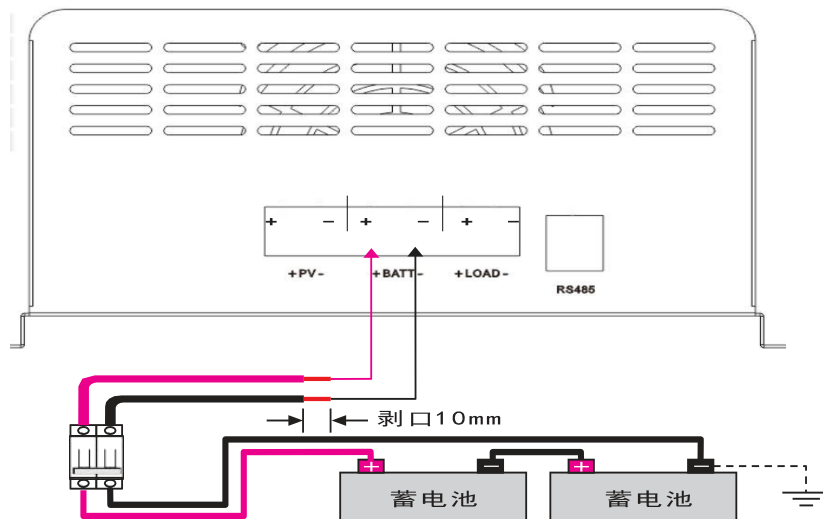 + - + - + -
+PV- +BATT- +LOAD-
RS485
剥口10mm
+ - + -
蓄电池 蓄电池